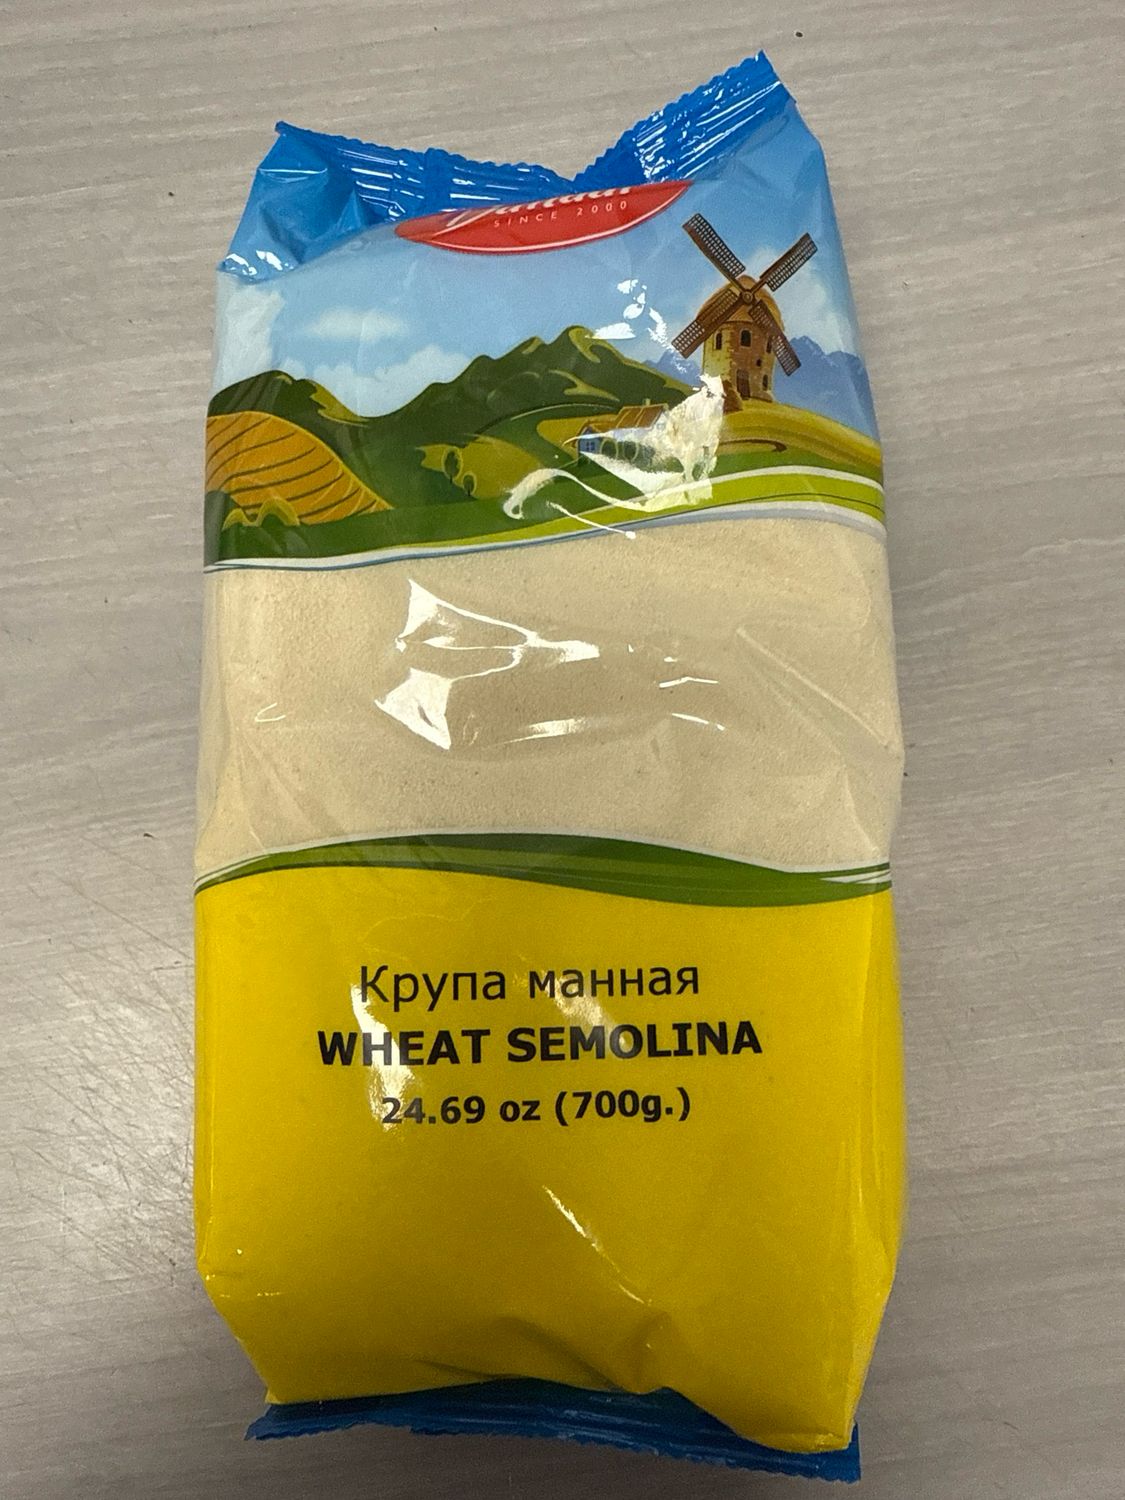 SINCE 2000
Крупа манная
WHEAT SEMOLINA
24.69 oz (700g.)